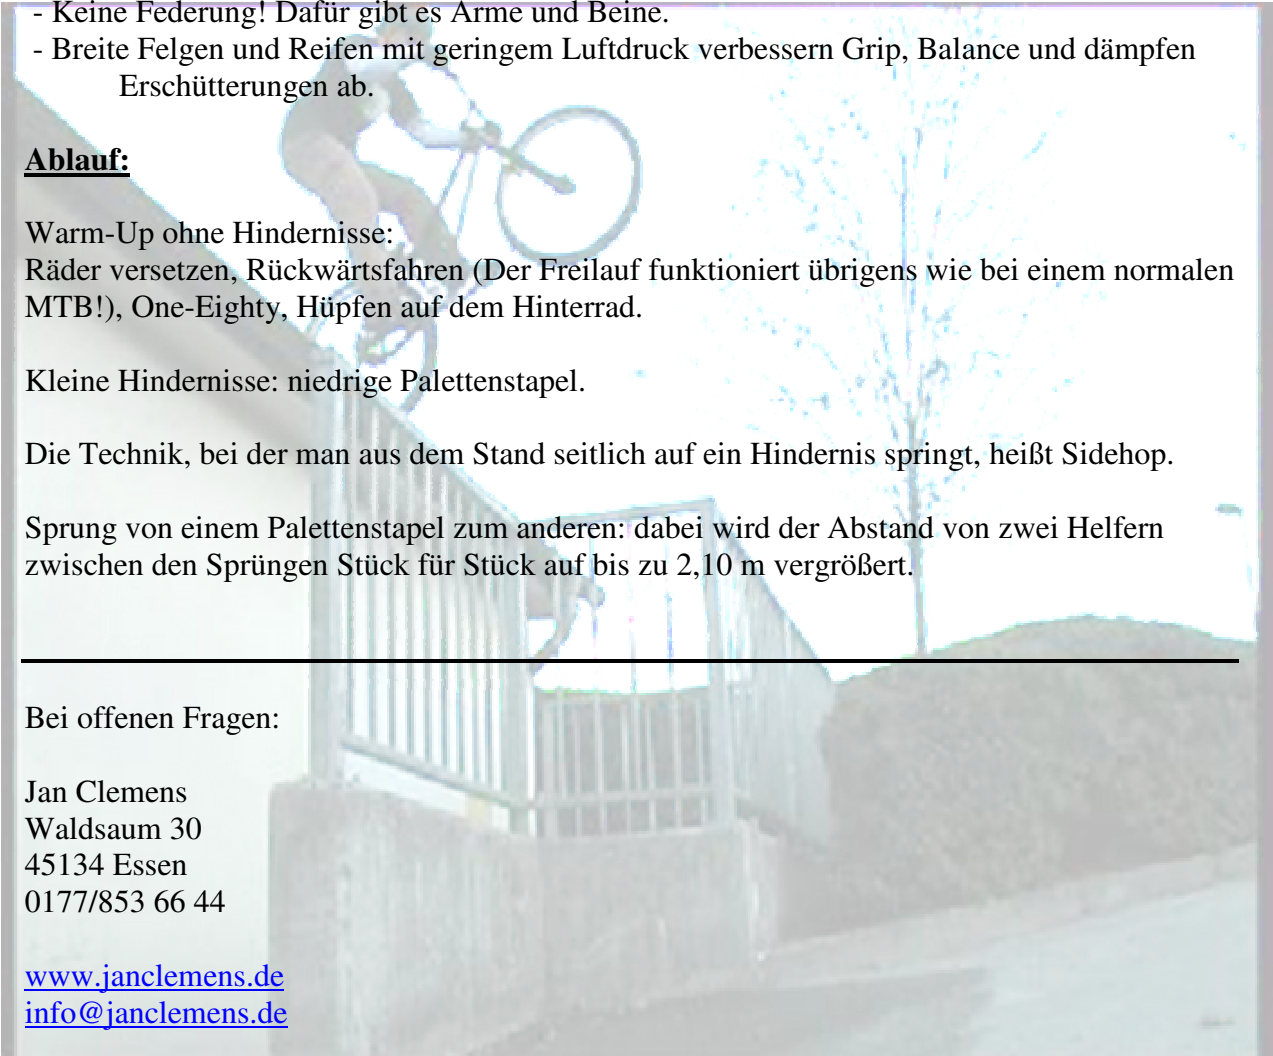 - Keine Federung! Dafür gibt es Arme und Beine.
- Breite Felgen und Reifen mit geringem Luftdruck verbessern Grip, Balance und dämpfen
Erschütterungen ab.
Ablauf:
Warm-Up ohne Hindernisse:
Räder versetzen, Rückwärtsfahren (Der Freilauf funktioniert übrigens wie bei einem normalen
MTB!), One-Eighty, Hüpfen auf dem Hinterrad.
Kleine Hindernisse: niedrige Palettenstapel.
Die Technik, bei der man aus dem Stand seitlich auf ein Hindernis springt, heißt Sidehop.
Sprung von einem Palettenstapel zum anderen: dabei wird der Abstand von zwei Helfern
zwischen den Sprüngen Stück für Stück auf bis zu 2,10 m vergrößert.
Bei offenen Fragen:
Jan Clemens
Waldsaum 30
45134 Essen
0177/853 66 44
www.janclemens.de
info@janclemens.de